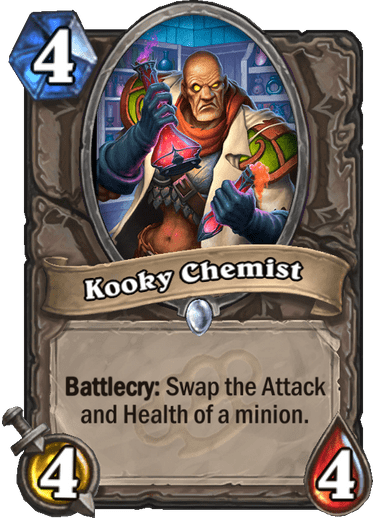 4
Kooky Chemist
Battlecry: Swap the Attack
and Health of a minion.
4 4